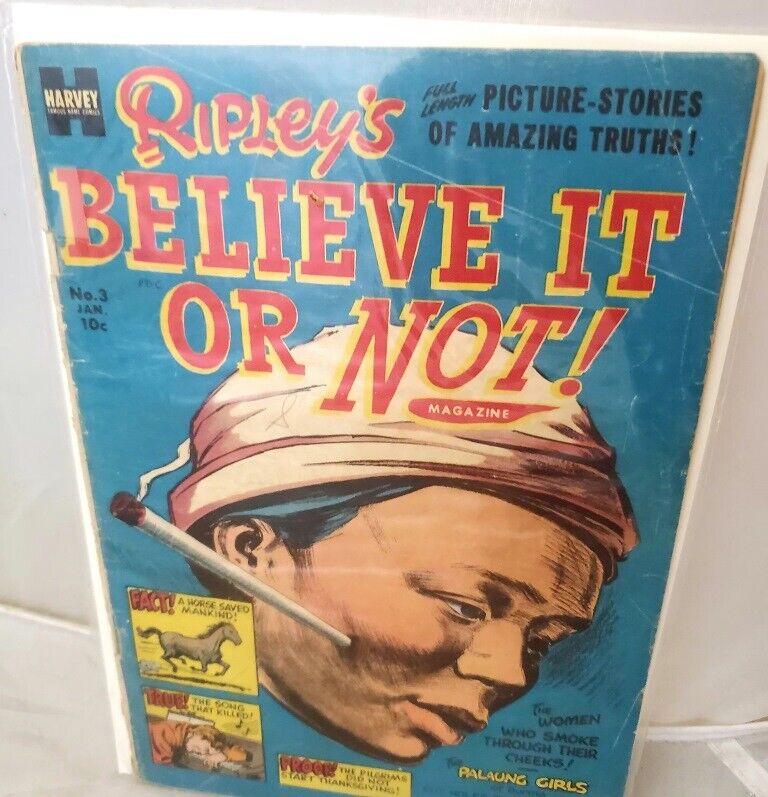 HARVEY
FAMOUS NAME COMICS
RIPLEY'S
FULL LENGTH PICTURE-STORIES
OF AMAZING TRUTHS!
BELIEVE IT
OR NOT!
MAGAZINE
No.3
JAN.
10c
FACT! A HORSE SAVED
MANKIND!
TRUE! THE SONG
THAT KILLED!
PROOF! THE PILGRIMS
DID NOT
START THANKSGIVING!
THE
WOMEN
WHO SMOKE
THROUGH THEIR
CHEEKS!
THE PALAUNG GIRLS